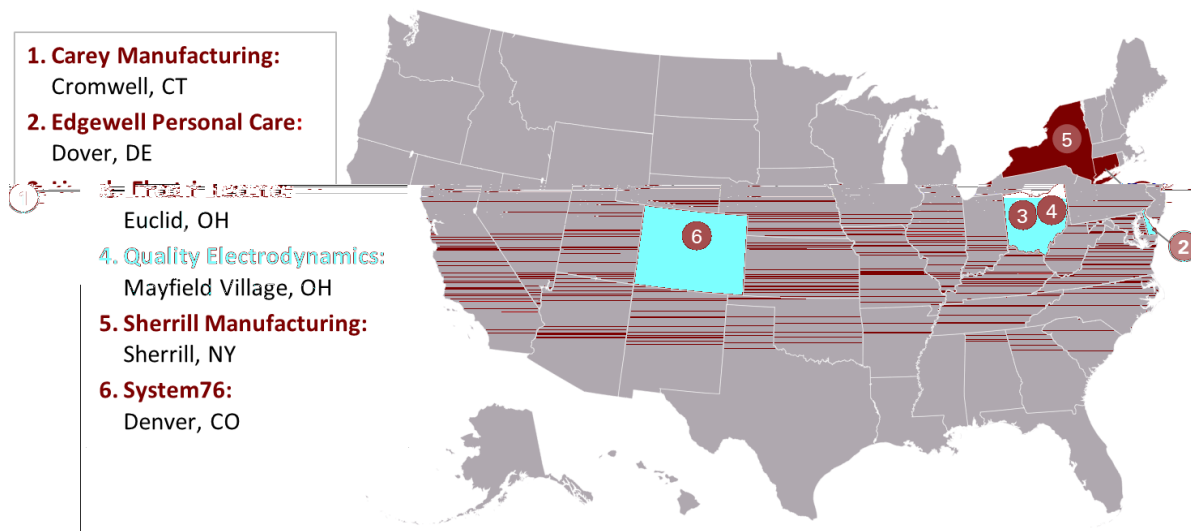 1. Carey Manufacturing:
Cromwell, CT
2. Edgewell Personal Care:
Dover, DE
Euclid, OH
4. Quality Electrodynamics:
Mayfield Village, OH
5. Sherrill Manufacturing:
Sherrill, NY
6. System76:
Denver, CO
5
1
3
4
6
2